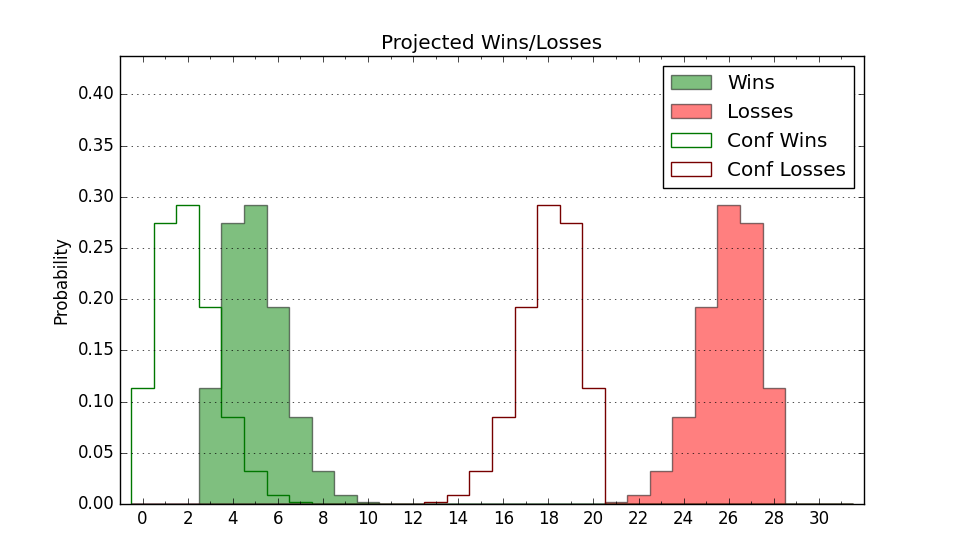 Projected Wins/Losses
Wins
Losses
Conf Wins
Conf Losses
Probability
0.40
0.35
0.30
0.25
0.20
0.15
0.10
0.05
0.00
0 2 4 6 8 10 12 14 16 18 20 22 24 26 28 30